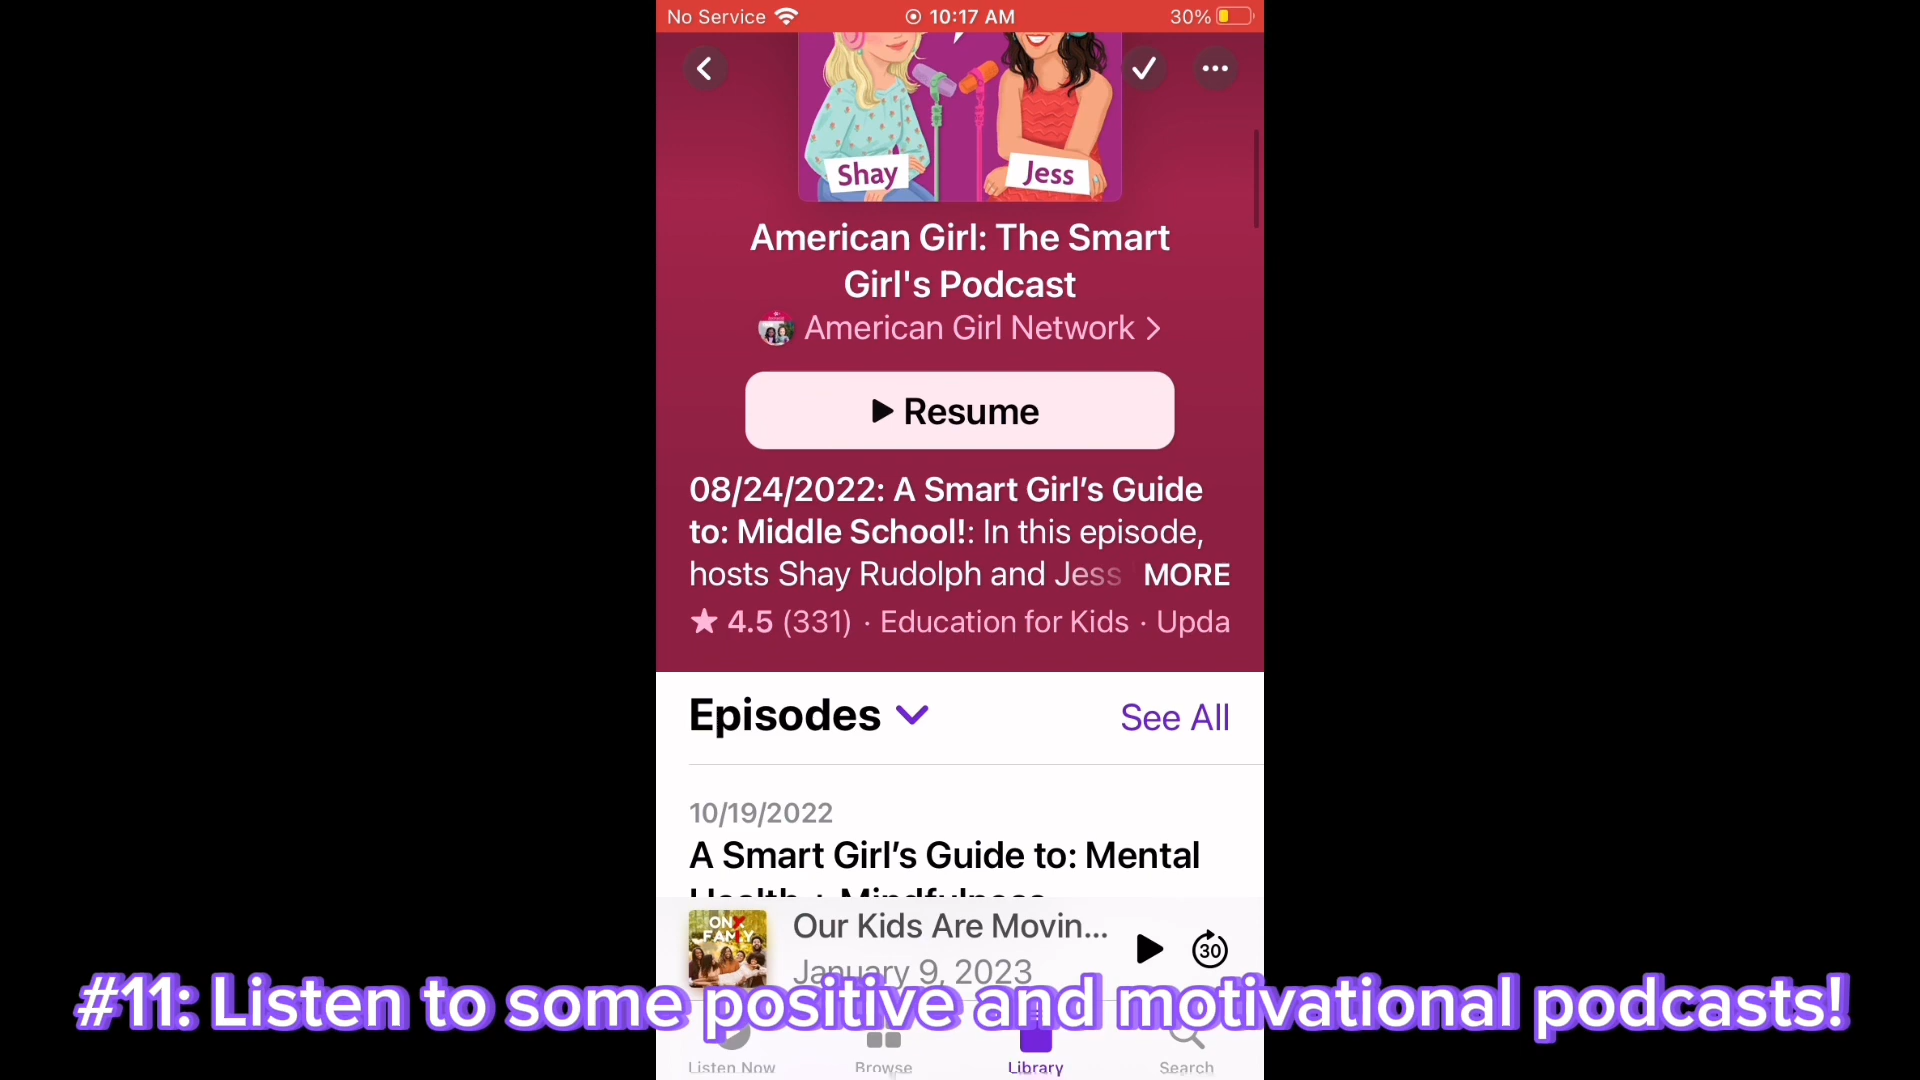 No Service 10:17 AM 30%
Shay Jess
American Girl: The Smart
Girl's Podcast
American Girl Network
Resume
08/24/2022: A Smart Girl’s Guide
to: Middle School!: In this episode,
hosts Shay Rudolph and Jess MORE
4.5 (331) · Education for Kids · Upda
Episodes See All
10/19/2022
A Smart Girl’s Guide to: Mental
Health + Mindfulness
Our Kids Are Movin...
January 9, 2023
30
#11: Listen to some positive and motivational podcasts!
Listen Now Browse Library Search